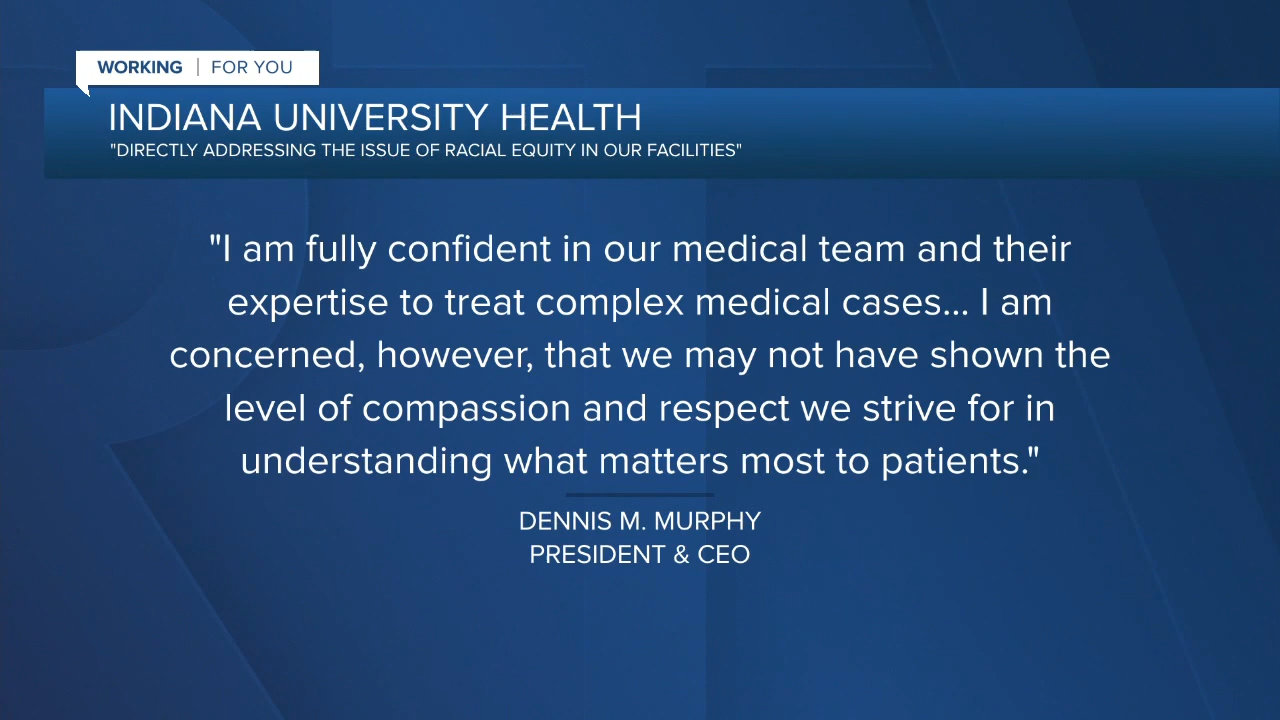 WORKING | FOR YOU
INDIANA UNIVERSITY HEALTH
"DIRECTLY ADDRESSING THE ISSUE OF RACIAL EQUITY IN OUR FACILITIES"
"I am fully confident in our medical team and their
expertise to treat complex medical cases... I am
concerned, however, that we may not have shown the
level of compassion and respect we strive for in
understanding what matters most to patients."
DENNIS M. MURPHY
PRESIDENT & CEO